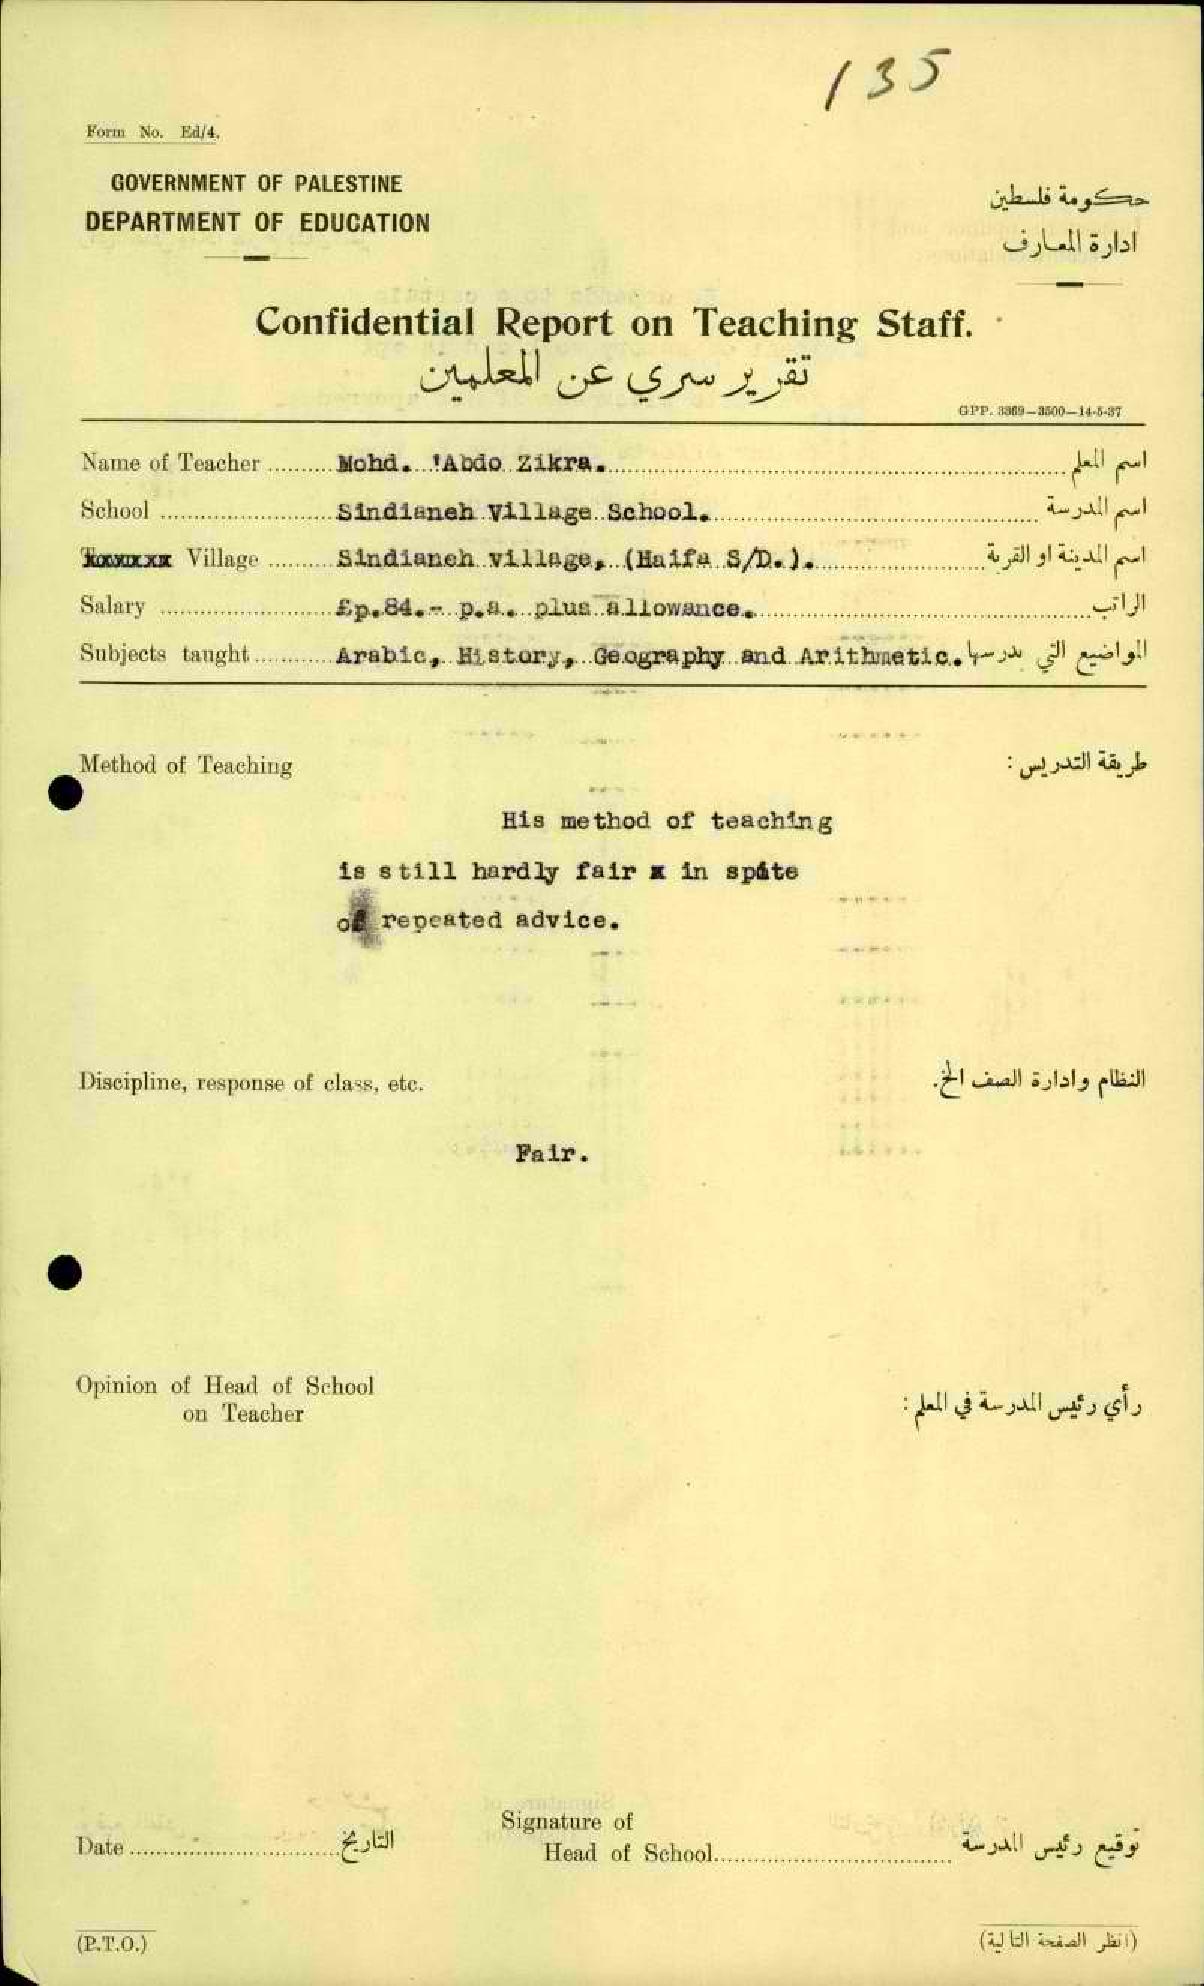 135
Form No. Ed/4.
GOVERNMENT OF PALESTINE
DEPARTMENT OF EDUCATION
حكومة فلسطين
ادارة المعارف
Confidential Report on Teaching Staff.
تقرير سري عن المعلمين
GPP. 3369—3500—14-5-37
Name of Teacher Mohd. 'Abdo Zikra. اسم المعلم
School Sindianeh Village School. اسم المدرسة
Village Sindianeh village, (Haifa S/D.). اسم المدينة او القرية
Salary £p.84.- p.a. plus allowance. الراتب
Subjects taught Arabic, History, Geography and Arithmetic. المواضيع التي يدرسها
Method of Teaching طريقة التدريس :
His method of teaching
is still hardly fair x in spite
of repeated advice.
Discipline, response of class, etc. النظام وادارة الصف الخ.
Fair.
Opinion of Head of School
on Teacher
رأي رئيس المدرسة في المعلم :
Signature of
Date التاريخ Head of School توقيع رئيس المدرسة
(P.T.O.) (انظر الصفحة التالية)